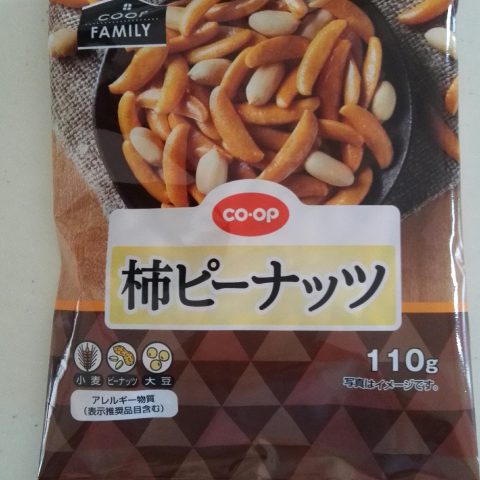 COOP
FAMILY
CO·OP
柿ピーナッツ
小麦 ピーナッツ 大豆
110g
写真はイメージです。
アレルギー物質
(表示推奨品目含む)